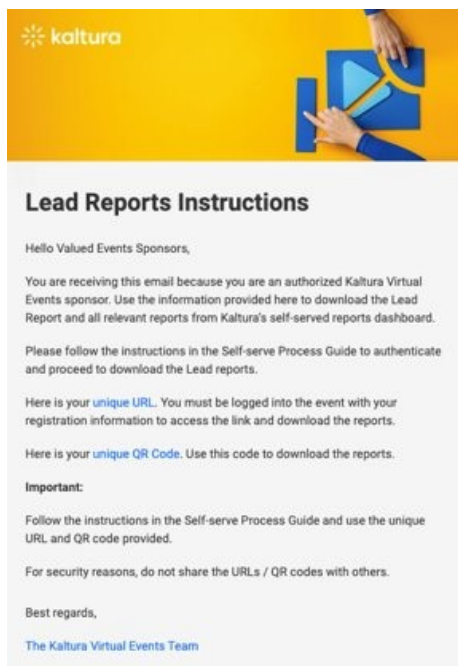 kaltura
Lead Reports Instructions
Hello Valued Events Sponsors,
You are receiving this email because you are an authorized Kaltura Virtual
Events sponsor. Use the information provided here to download the Lead
Report and all relevant reports from Kaltura's self-served reports dashboard.
Please follow the instructions in the Self-serve Process Guide to authenticate
and proceed to download the Lead reports.
Here is your unique URL. You must be logged into the event with your
registration information to access the link and download the reports.
Here is your unique QR Code. Use this code to download the reports.
Important:
Follow the instructions in the Self-serve Process Guide and use the unique
URL and QR code provided.
For security reasons, do not share the URLs / QR codes with others.
Best regards,
The Kaltura Virtual Events Team